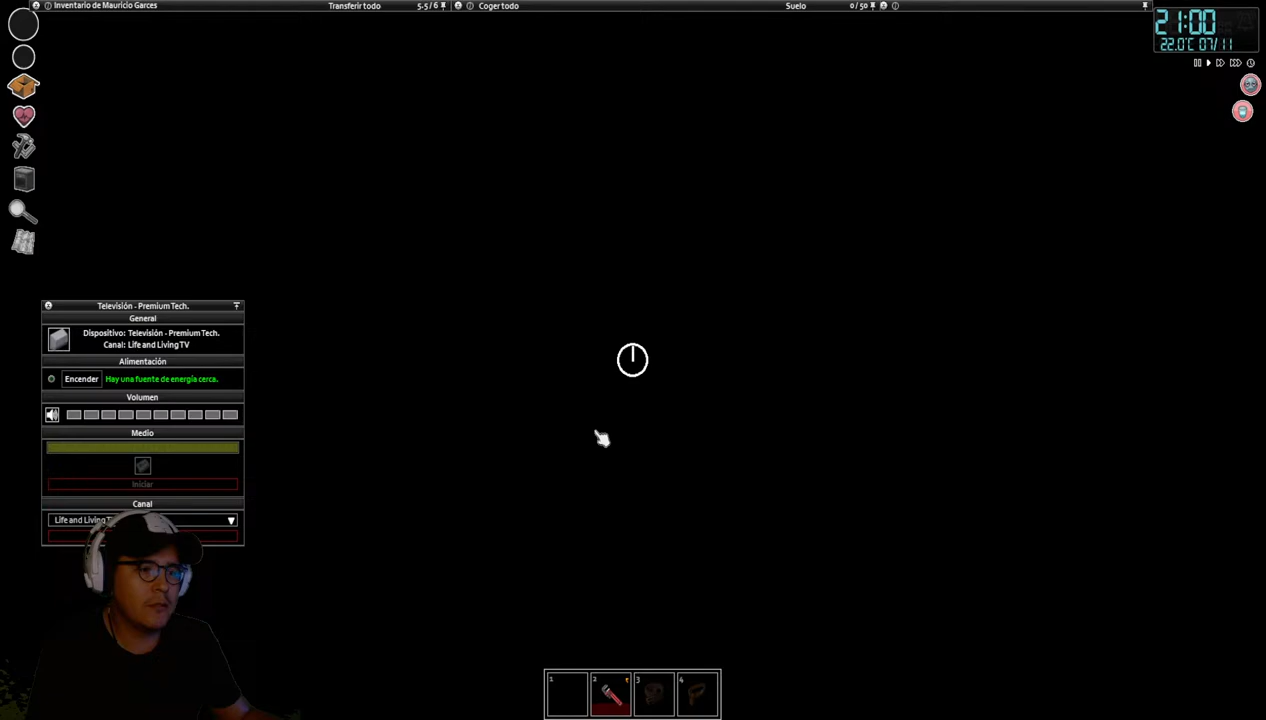 Inventario de Mauricio Garces Transferir todo 5.5 / 6 Coger todo Suelo 0 / 50
21:00
22.0°C 07/11
Televisión - Premium Tech.
General
Dispositivo: Televisión - Premium Tech.
Canal: Life and Living TV
Alimentación
Encender Hay una fuente de energía cerca.
Volumen
Medio
Iniciar
Canal
Life and Living
1 2 3 4